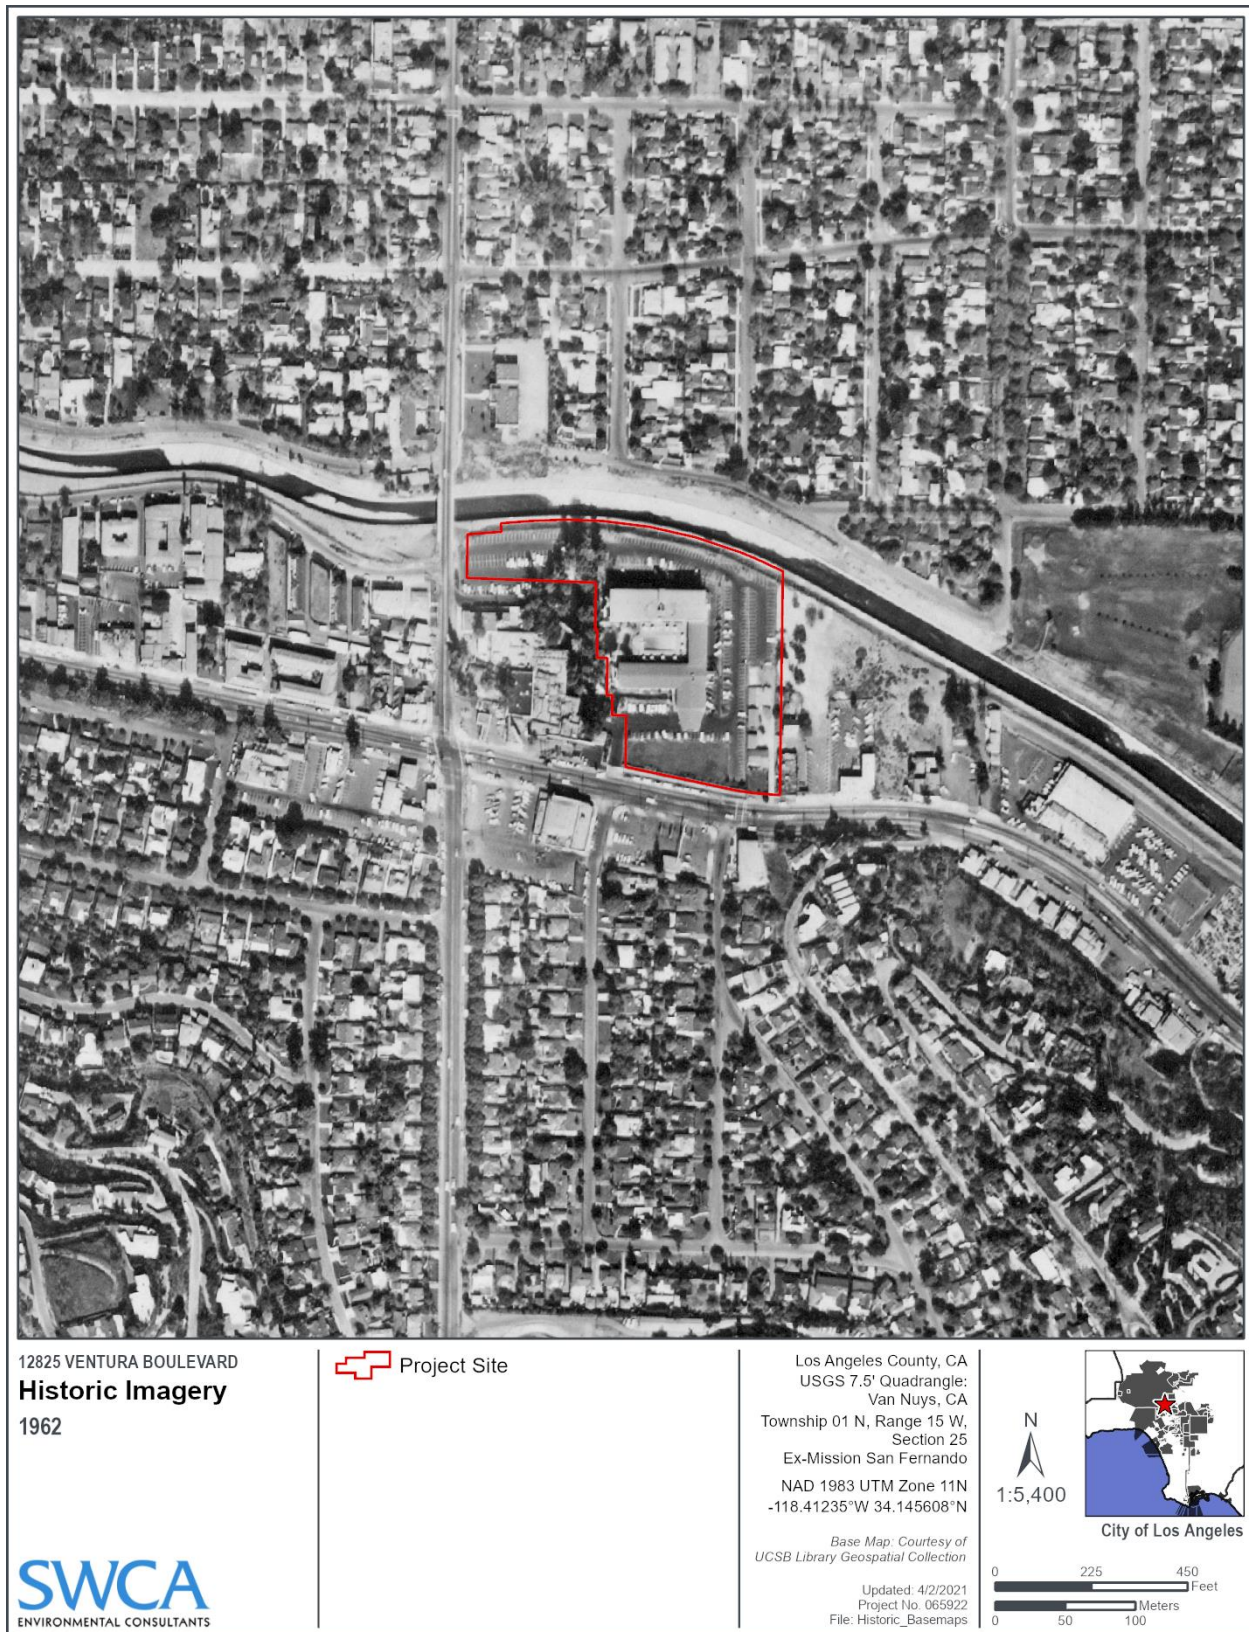 12825 VENTURA BOULEVARD
Historic Imagery
1962
SWCA
ENVIRONMENTAL CONSULTANTS
Project Site
Los Angeles County, CA
USGS 7.5' Quadrangle:
Van Nuys, CA
Township 01 N, Range 15 W,
Section 25
Ex-Mission San Fernando
NAD 1983 UTM Zone 11N
-118.41235°W 34.145608°N
Base Map: Courtesy of
UCSB Library Geospatial Collection
Updated: 4/2/2021
Project No. 065922
File: Historic_Basemaps
N
1:5,400
City of Los Angeles
0 225 450
Feet
Meters
0 50 100